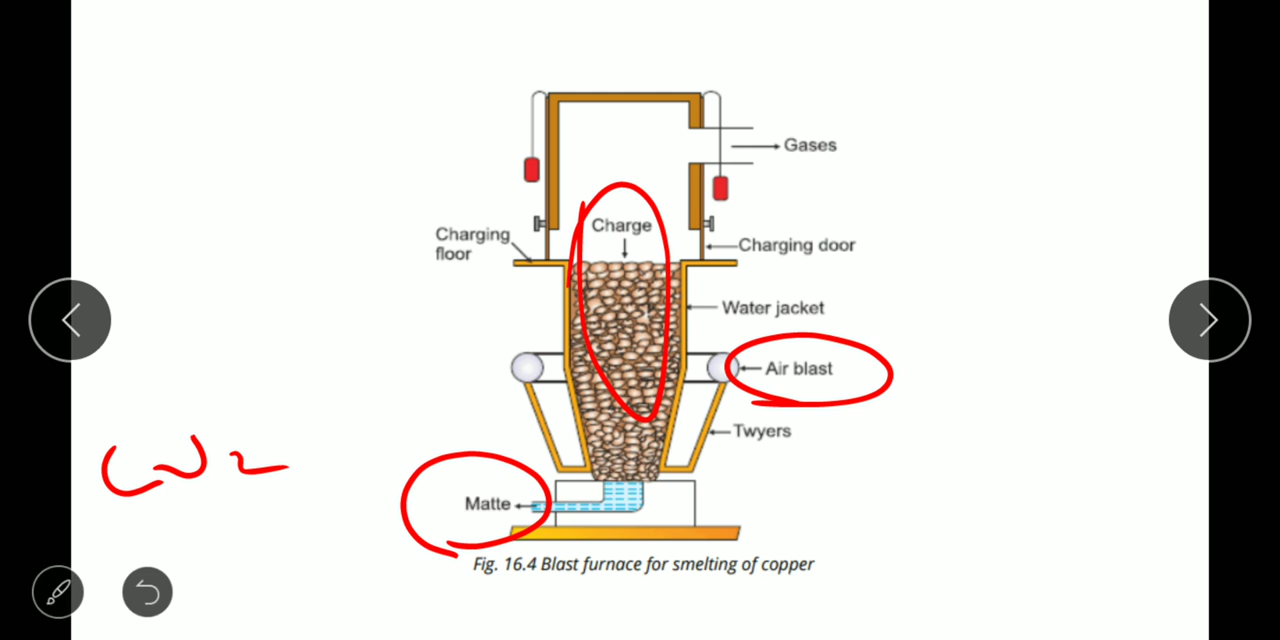 Gases
Charge
Charging
floor
Charging door
Water jacket
Air blast
Twyers
Matte
Fig. 16.4 Blast furnace for smelting of copper